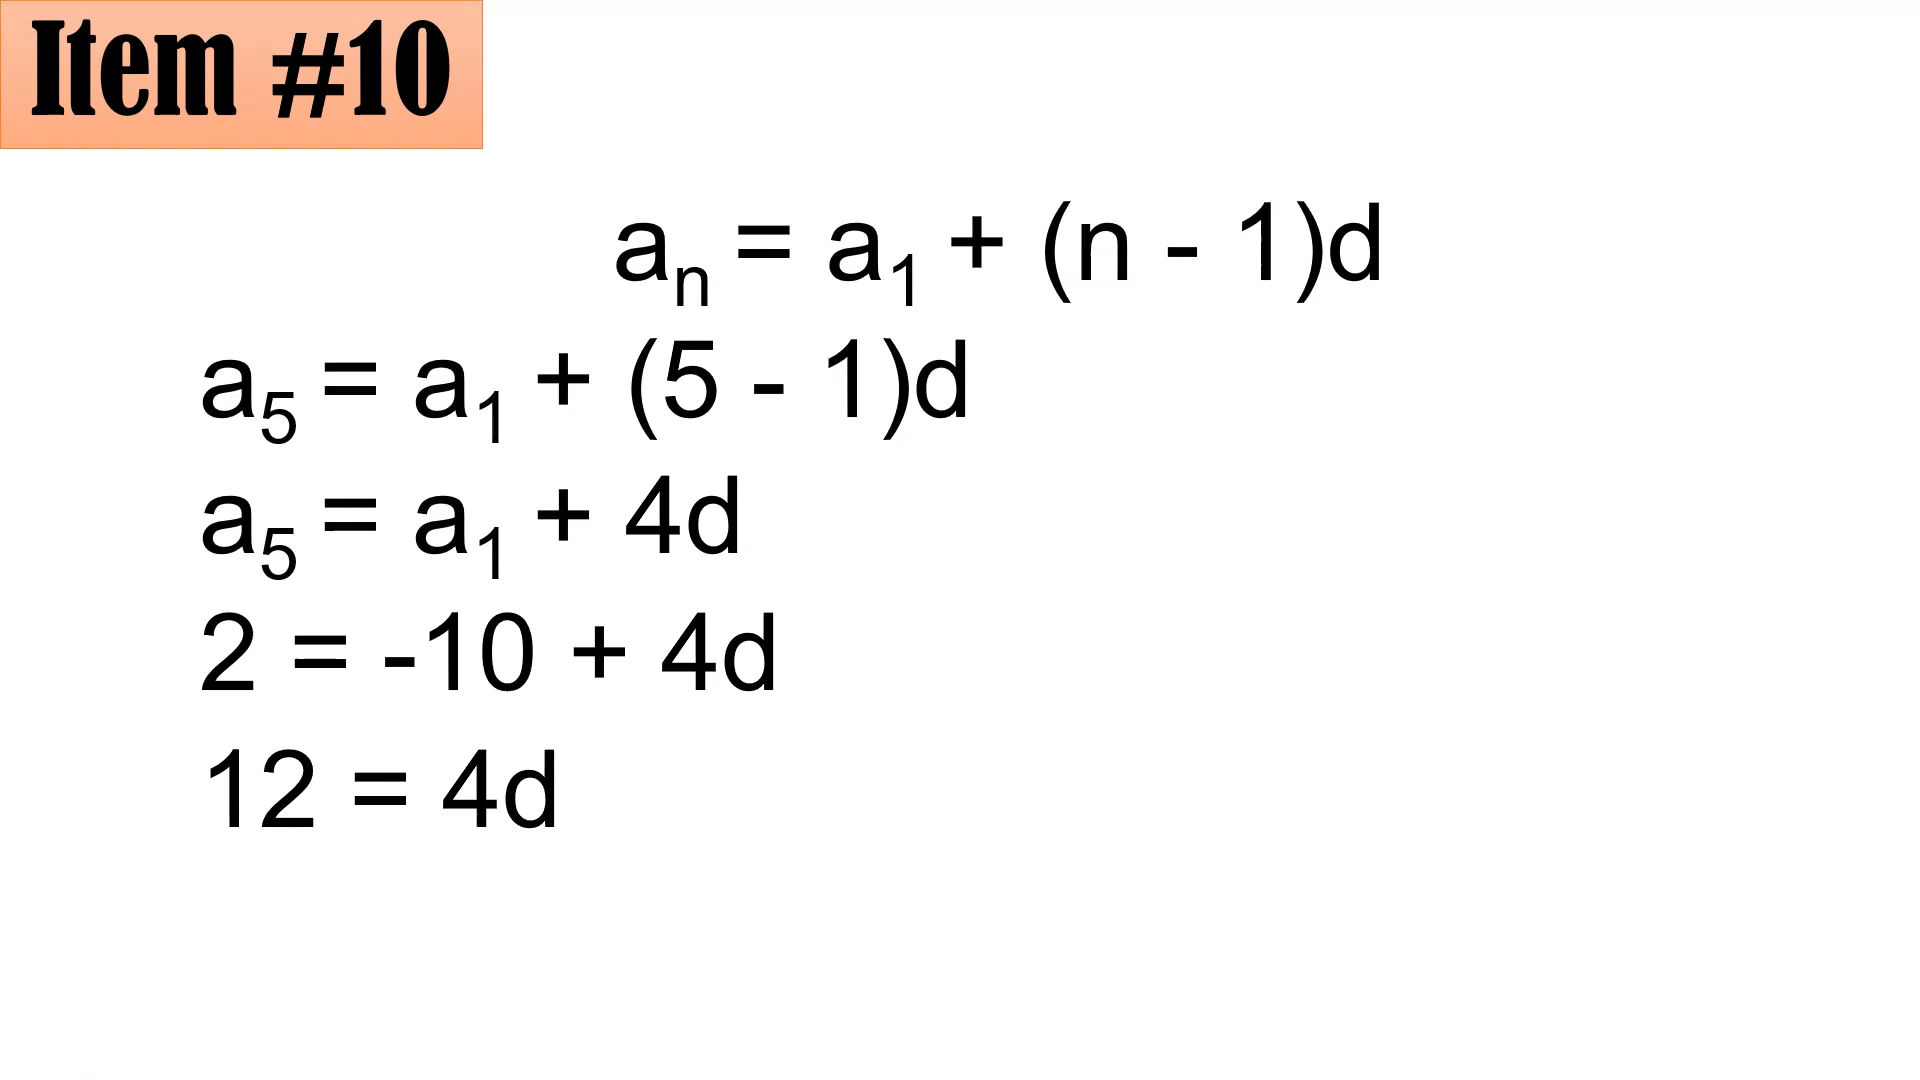 Item #10
aₙ = a₁ + (n - 1)d
a₅ = a₁ + (5 - 1)d
a₅ = a₁ + 4d
2 = -10 + 4d
12 = 4d